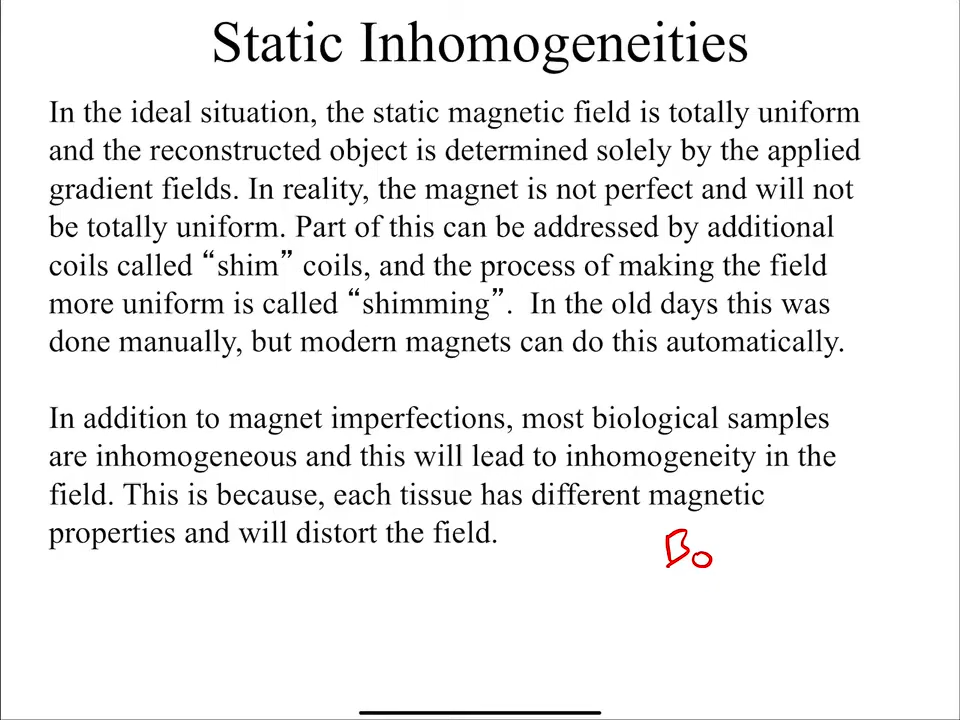 Static Inhomogeneities
In the ideal situation, the static magnetic field is totally uniform
and the reconstructed object is determined solely by the applied
gradient fields. In reality, the magnet is not perfect and will not
be totally uniform. Part of this can be addressed by additional
coils called “shim” coils, and the process of making the field
more uniform is called “shimming”.  In the old days this was
done manually, but modern magnets can do this automatically.
In addition to magnet imperfections, most biological samples
are inhomogeneous and this will lead to inhomogeneity in the
field. This is because, each tissue has different magnetic
properties and will distort the field.
B0